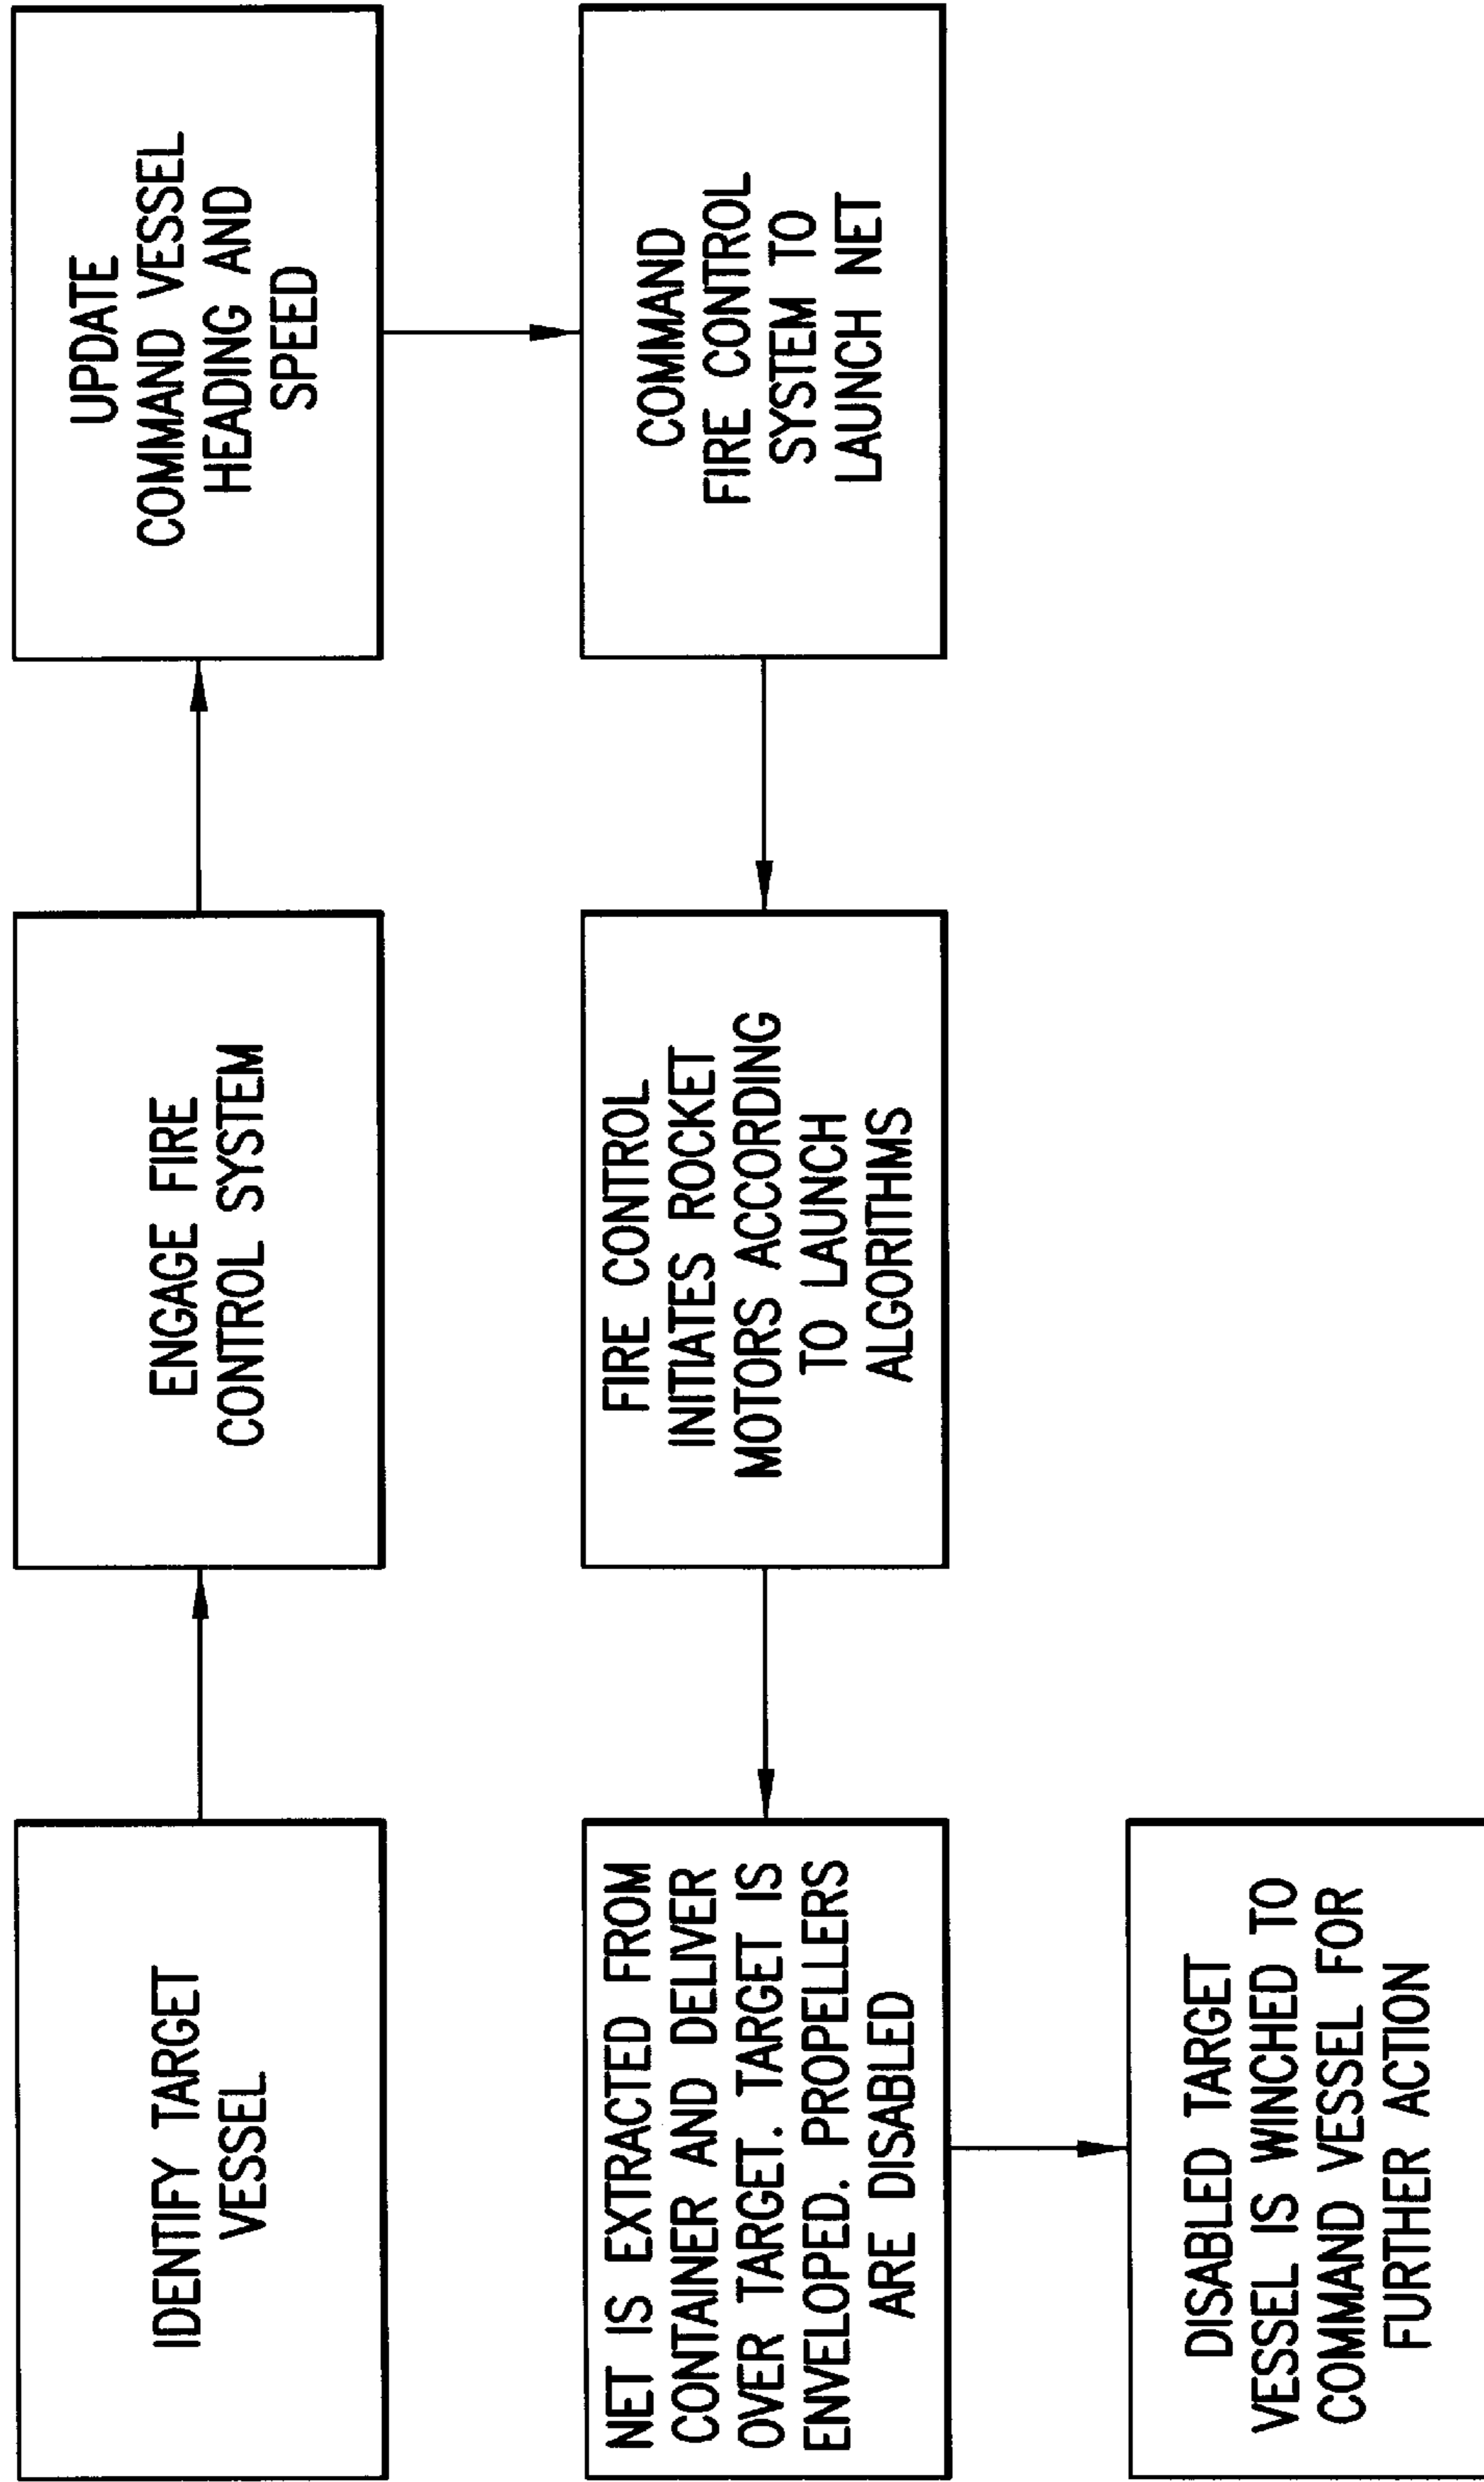 IDENTIFY TARGET
VESSEL
ENGAGE FIRE
CONTROL SYSTEM
UPDATE
COMMAND VESSEL
HEADING AND
SPEED
COMMAND
FIRE CONTROL
SYSTEM TO
LAUNCH NET
FIRE CONTROL
INITIATES ROCKET
MOTORS ACCORDING
TO LAUNCH
ALGORITHMS
NET IS EXTRACTED FROM
CONTAINER AND DELIVER
OVER TARGET. TARGET IS
ENVELOPED. PROPELLERS
ARE DISABLED
DISABLED TARGET
VESSEL IS WINCHED TO
COMMAND VESSEL FOR
FURTHER ACTION